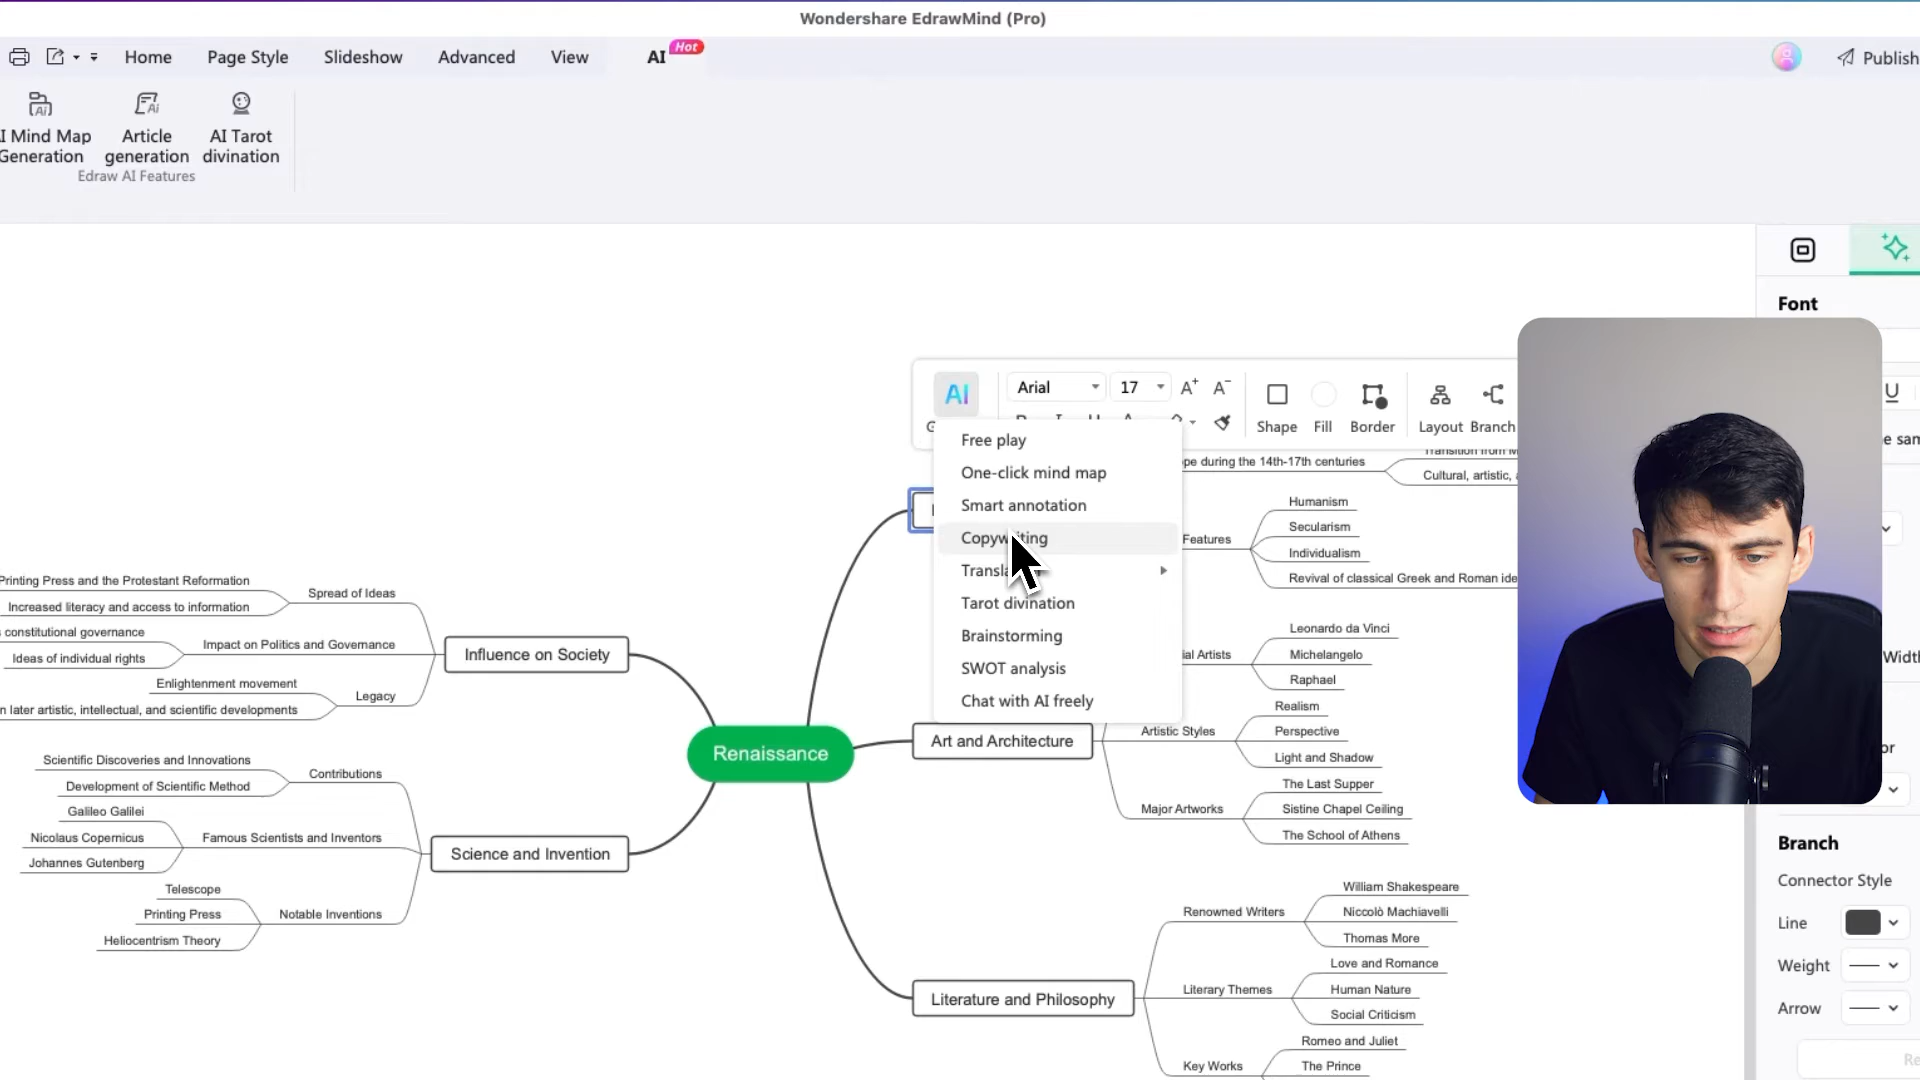 Wondershare EdrawMind (Pro)
Home
Page Style
Slideshow
Advanced
View
AI
Hot
Publish
Mind Map
Generation
Article
generation
AI Tarot
divination
Edraw AI Features
Font
AI
Arial
17
A+
A-
Shape
Fill
Border
Layout
Branch
U
Free play
One-click mind map
Smart annotation
Copywriting
Tarot divination
Brainstorming
SWOT analysis
Chat with AI freely
during the 14th-17th centuries
Cultural, artistic,
Features
Humanism
Secularism
Individualism
Revival of classical Greek and Roman
Artists
Leonardo da Vinci
Michelangelo
Raphael
Art and Architecture
Artistic Styles
Realism
Perspective
Light and Shadow
Major Artworks
The Last Supper
Sistine Chapel Ceiling
The School of Athens
Renaissance
Influence on Society
Spread of Ideas
Printing Press and the Protestant Reformation
Increased literacy and access to information
Impact on Politics and Governance
constitutional governance
Ideas of individual rights
Legacy
Enlightenment movement
later artistic, intellectual, and scientific developments
Science and Invention
Contributions
Scientific Discoveries and Innovations
Development of Scientific Method
Famous Scientists and Inventors
Galileo Galilei
Nicolaus Copernicus
Johannes Gutenberg
Notable Inventions
Telescope
Printing Press
Heliocentrism Theory
Literature and Philosophy
Renowned Writers
William Shakespeare
Niccolò Machiavelli
Thomas More
Literary Themes
Love and Romance
Human Nature
Social Criticism
Key Works
Romeo and Juliet
The Prince
Branch
Connector Style
Line
Weight
Arrow